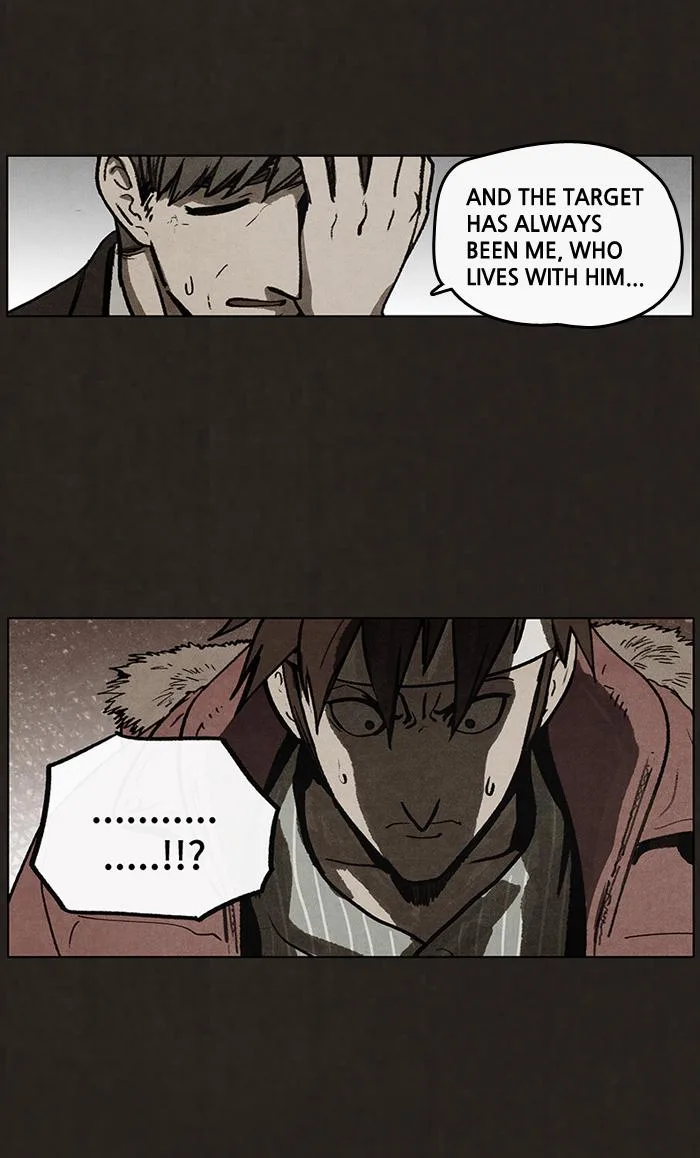 AND THE TARGET
HAS ALWAYS
BEEN ME, WHO
LIVES WITH HIM...
...........
.....!!?